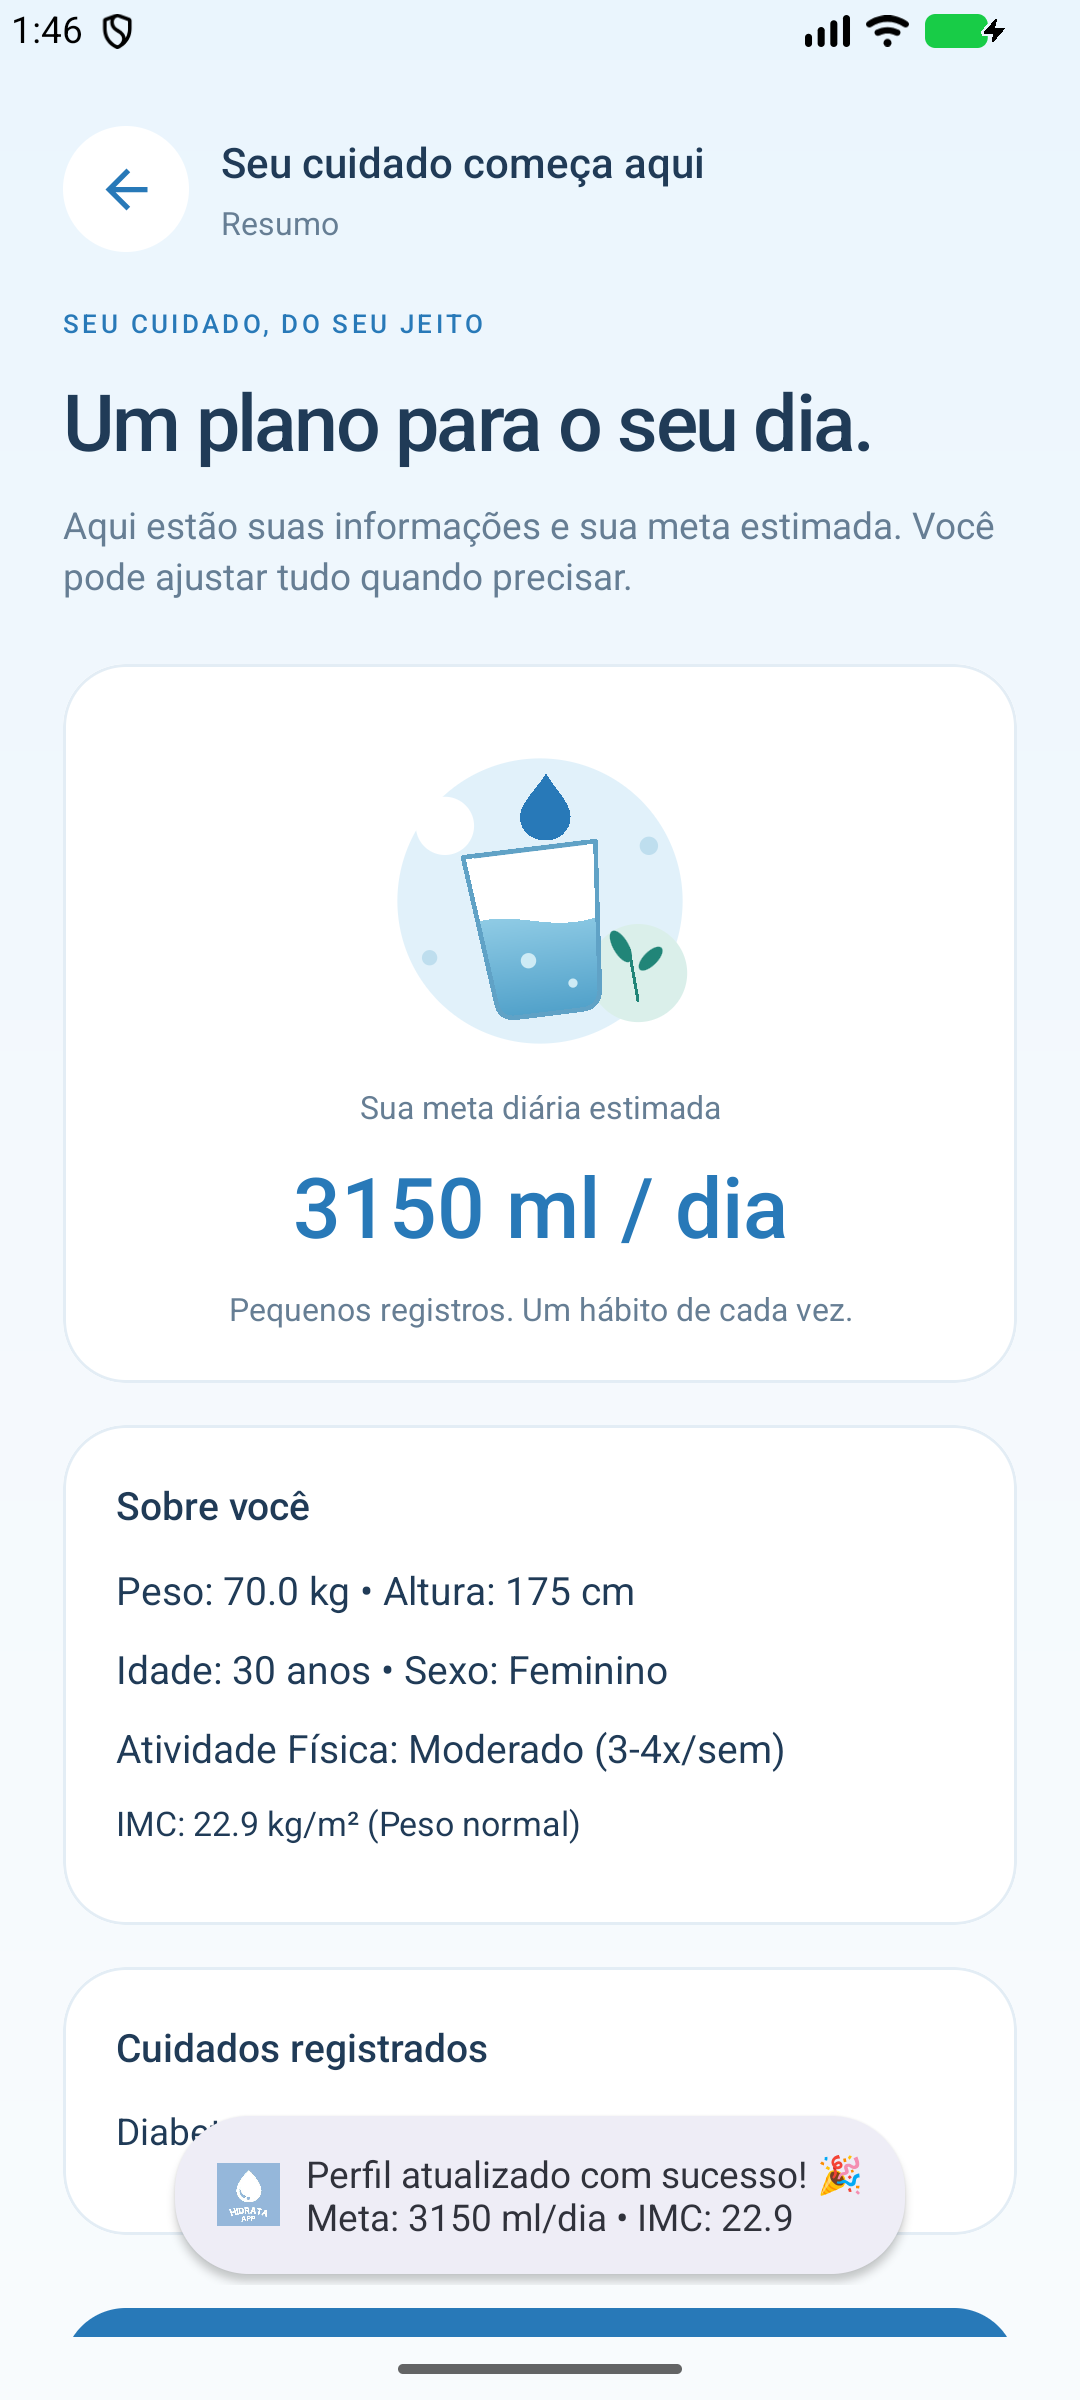 1:46
Seu cuidado começa aqui
Resumo
SEU CUIDADO, DO SEU JEITO
Um plano para o seu dia.
Aqui estão suas informações e sua meta estimada. Você
pode ajustar tudo quando precisar.
Sua meta diária estimada
3150 ml / dia
Pequenos registros. Um hábito de cada vez.
Sobre você
Peso: 70.0 kg • Altura: 175 cm
Idade: 30 anos • Sexo: Feminino
Atividade Física: Moderado (3-4x/sem)
IMC: 22.9 kg/m² (Peso normal)
Cuidados registrados
HIDRATA
APP
Perfil atualizado com sucesso! 🎉
Meta: 3150 ml/dia • IMC: 22.9